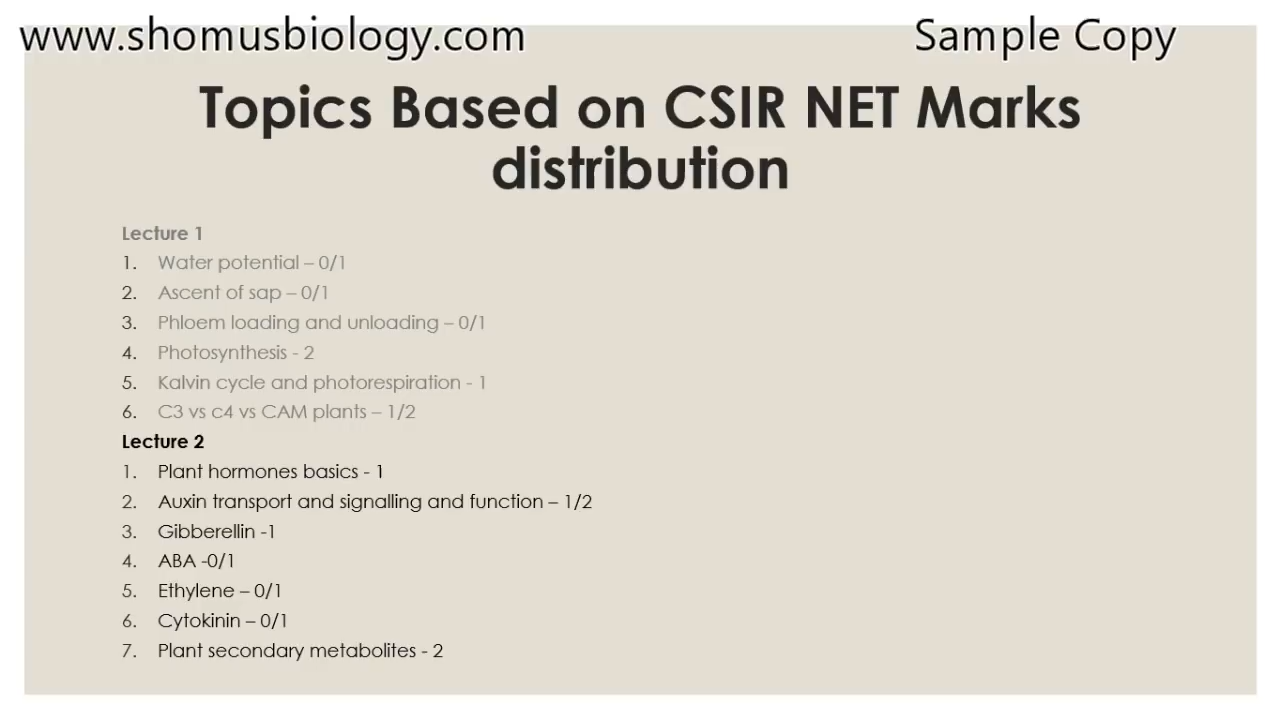 www.shomusbiology.com
Sample Copy
Topics Based on CSIR NET Marks
distribution
Lecture 1
1. Water potential – 0/1
2. Ascent of sap – 0/1
3. Phloem loading and unloading – 0/1
4. Photosynthesis - 2
5. Kalvin cycle and photorespiration - 1
6. C3 vs c4 vs CAM plants – 1/2
Lecture 2
1. Plant hormones basics - 1
2. Auxin transport and signalling and function – 1/2
3. Gibberellin -1
4. ABA -0/1
5. Ethylene – 0/1
6. Cytokinin – 0/1
7. Plant secondary metabolites - 2